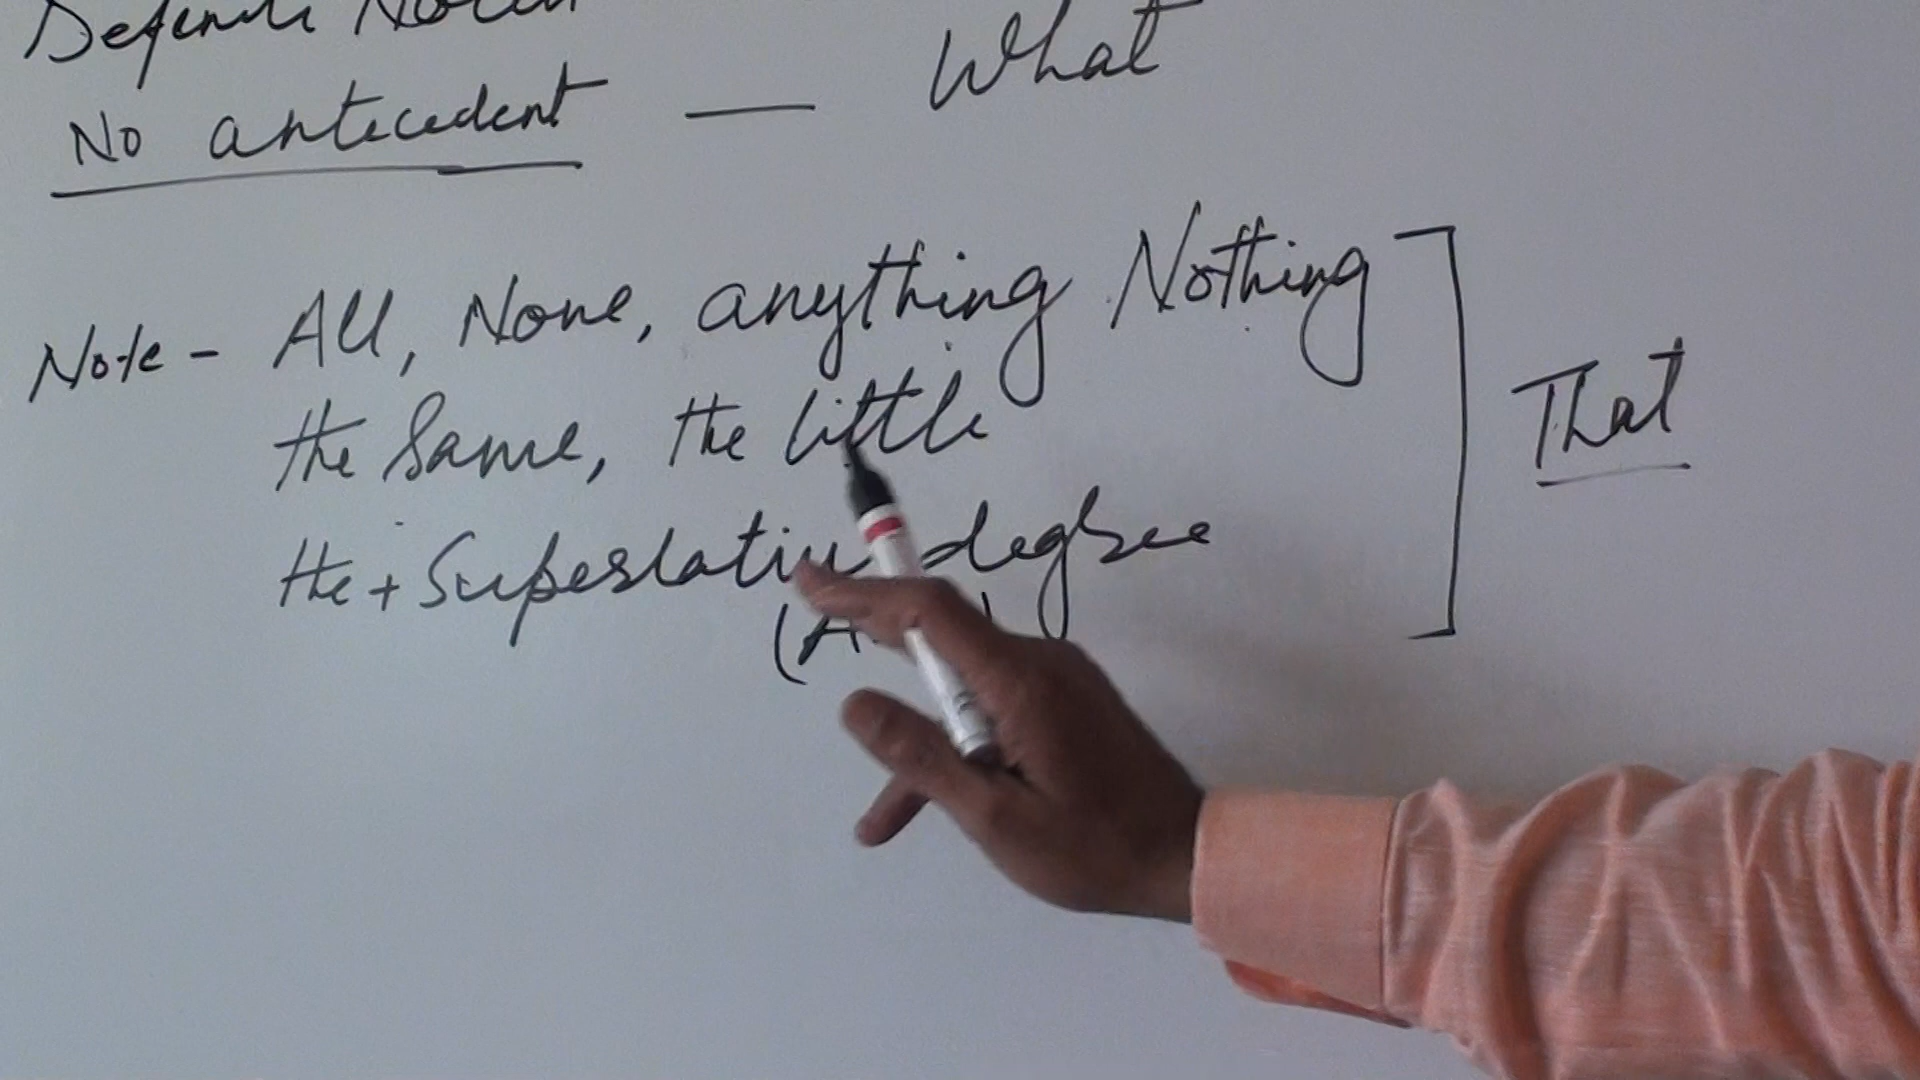 No antecedent — What
Note - All, None, anything Nothing
the same, the little
the + Superlative degree
That